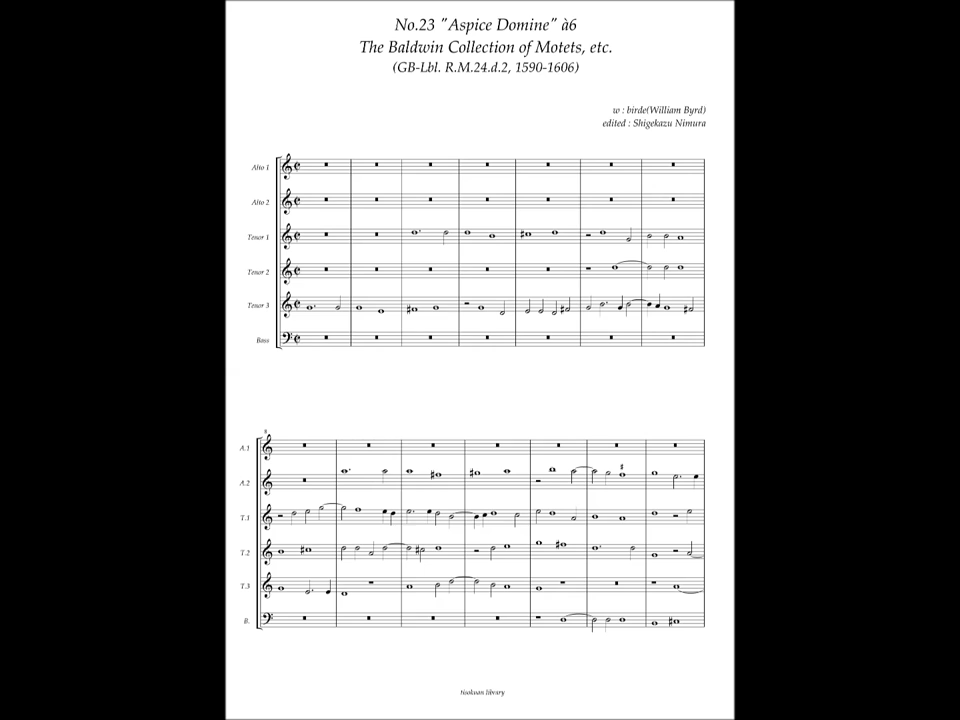 No.23 "Aspice Domine" à6
The Baldwin Collection of Motets, etc.
(GB-Lbl. R.M.24.d.2, 1590-1606)
w : birde(William Byrd)
edited : Shigekazu Nimura
Alto 1
Alto 2
Tenor 1
Tenor 2
Tenor 3
Bass
8
A.1
A.2
T.1
T.2
T.3
B.